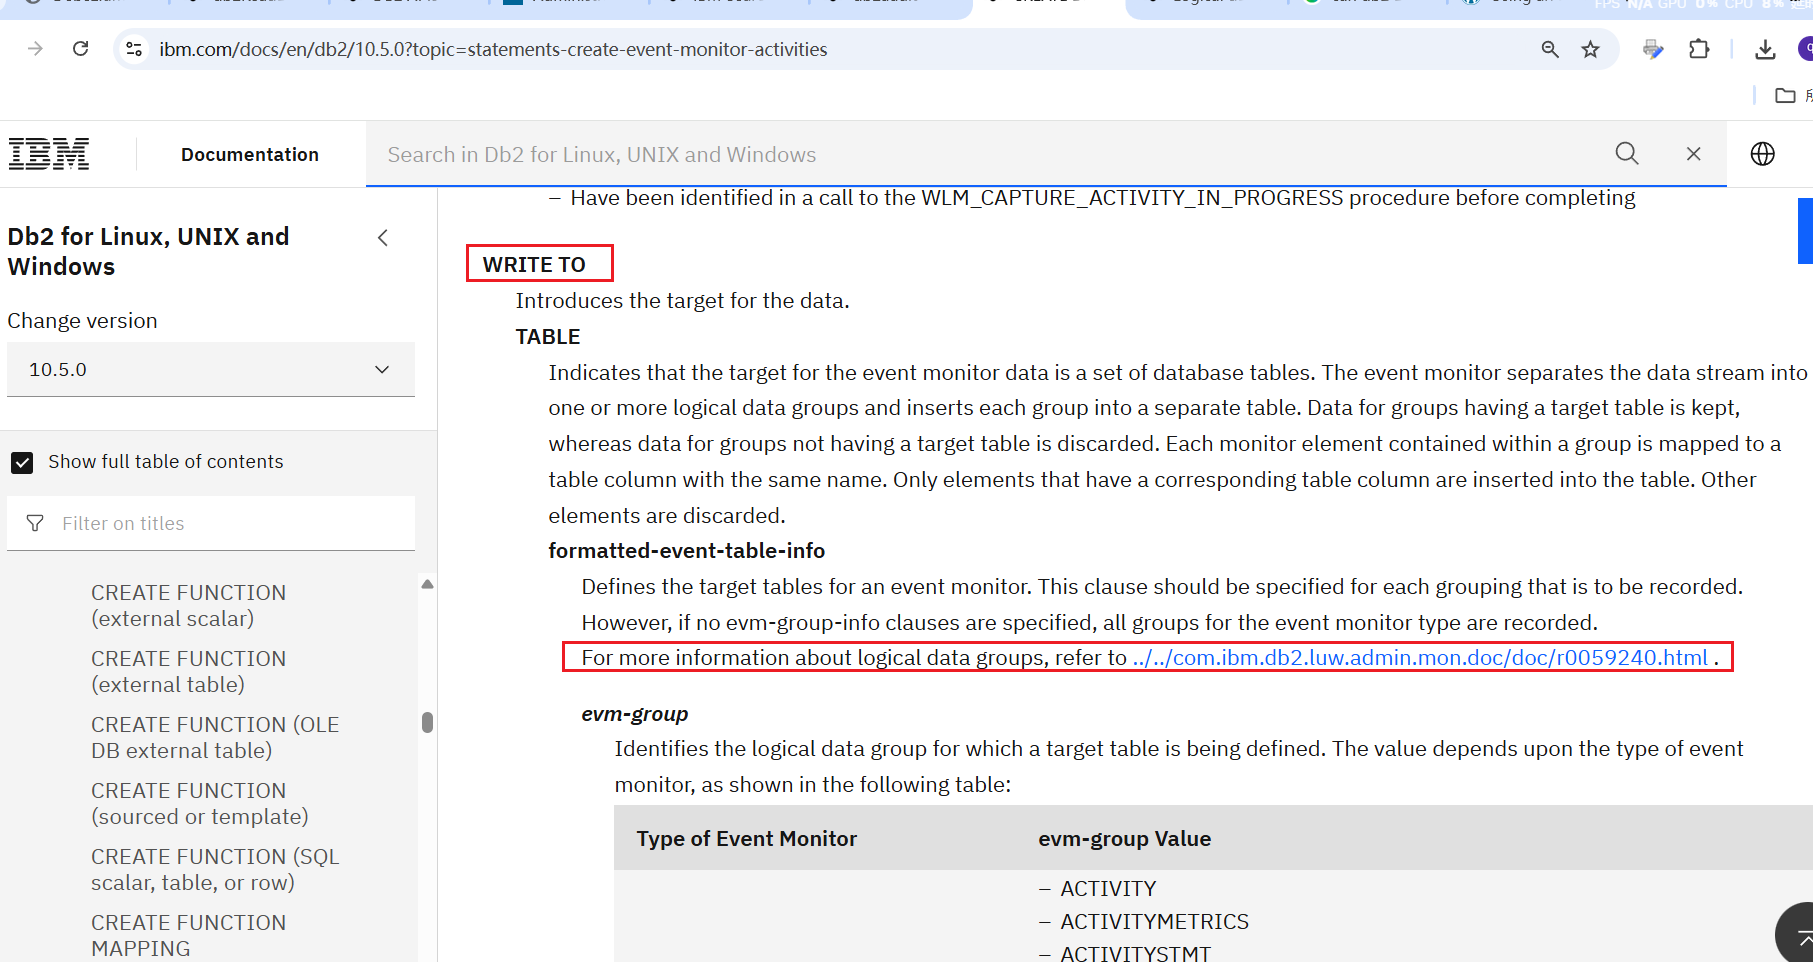 FPS N/A GPU 0% CPU 8%
ibm.com/docs/en/db2/10.5.0?topic=statements-create-event-monitor-activities
IBM
Documentation
Search in Db2 for Linux, UNIX and Windows
Db2 for Linux, UNIX and
Windows
Change version
10.5.0
Show full table of contents
Filter on titles
CREATE FUNCTION
(external scalar)
CREATE FUNCTION
(external table)
CREATE FUNCTION (OLE
DB external table)
CREATE FUNCTION
(sourced or template)
CREATE FUNCTION (SQL
scalar, table, or row)
CREATE FUNCTION
MAPPING
– Have been identified in a call to the WLM_CAPTURE_ACTIVITY_IN_PROGRESS procedure before completing
WRITE TO
Introduces the target for the data.
TABLE
Indicates that the target for the event monitor data is a set of database tables. The event monitor separates the data stream into
one or more logical data groups and inserts each group into a separate table. Data for groups having a target table is kept,
whereas data for groups not having a target table is discarded. Each monitor element contained within a group is mapped to a
table column with the same name. Only elements that have a corresponding table column are inserted into the table. Other
elements are discarded.
formatted-event-table-info
Defines the target tables for an event monitor. This clause should be specified for each grouping that is to be recorded.
However, if no evm-group-info clauses are specified, all groups for the event monitor type are recorded.
For more information about logical data groups, refer to ../../com.ibm.db2.luw.admin.mon.doc/doc/r0059240.html .
evm-group
Identifies the logical data group for which a target table is being defined. The value depends upon the type of event
monitor, as shown in the following table:
Type of Event Monitor
evm-group Value
– ACTIVITY
– ACTIVITYMETRICS
– ACTIVITYSTMT